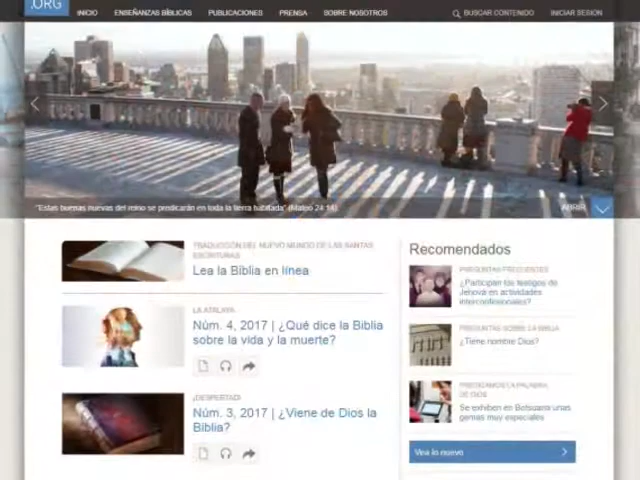 .ORG
INICIO ENSEÑANZAS BÍBLICAS PUBLICACIONES PRENSA SOBRE NOSOTROS BUSCAR CONTENIDO INICIAR SESIÓN
"Estas buenas nuevas del reino se predicarán en toda la tierra habitada" (Mateo 24:14). ABRIR
TRADUCCIÓN DEL NUEVO MUNDO DE LAS SANTAS
ESCRITURAS
Lea la Biblia en línea
LA ATALAYA
Núm. 4, 2017 | ¿Qué dice la Biblia
sobre la vida y la muerte?
¡DESPERTAD!
Núm. 3, 2017 | ¿Viene de Dios la
Biblia?
Recomendados
PREGUNTAS FRECUENTES
¿Participan los testigos de
Jehová en actividades
interconfesionales?
PREGUNTAS SOBRE LA BIBLIA
¿Tiene nombre Dios?
PREDICAMOS LA PALABRA
DE DIOS
Se exhiben en Botsuana unas
gemas muy especiales
Vea lo nuevo